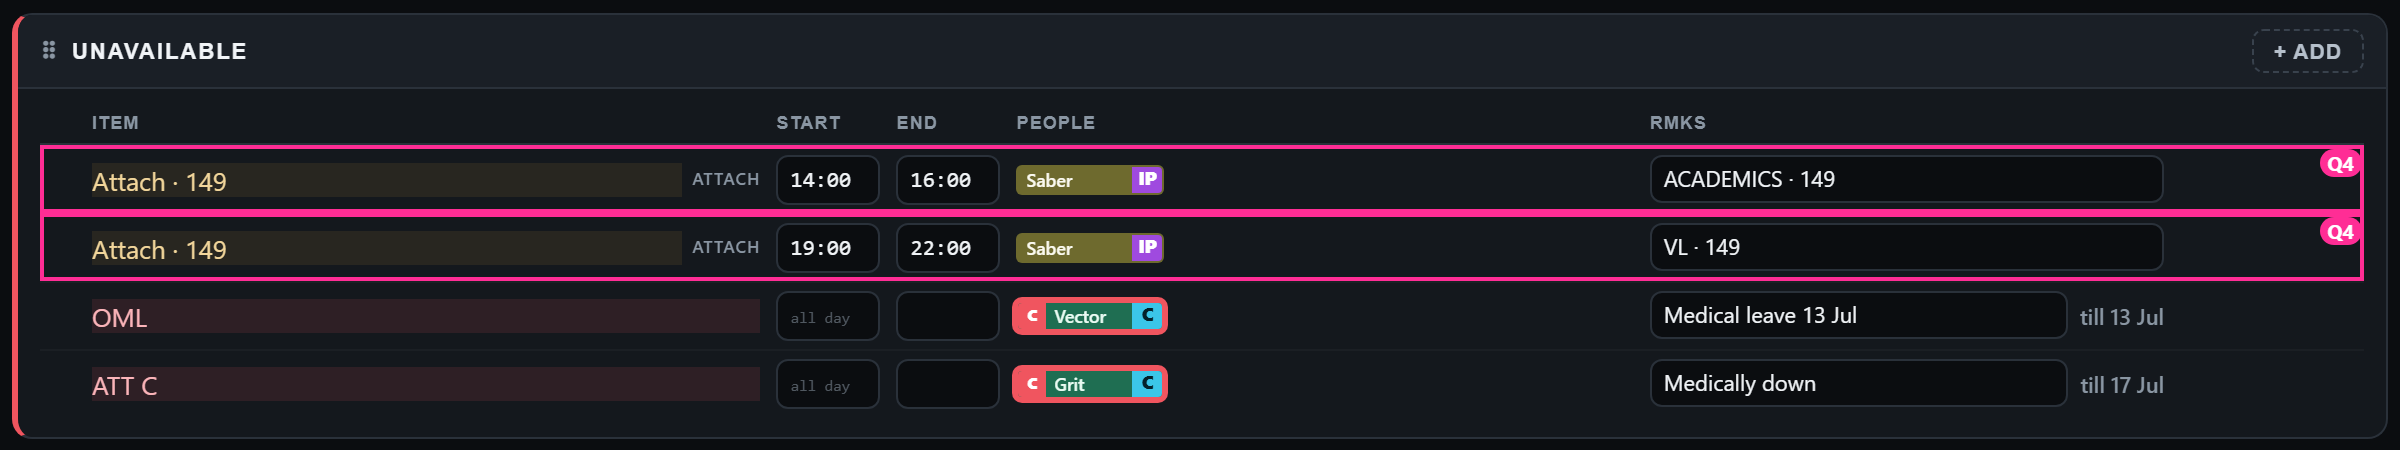 UNAVAILABLE
+ ADD
ITEM START END PEOPLE RMKS
Attach · 149 ATTACH 14:00 16:00 Saber IP ACADEMICS · 149 Q4
Attach · 149 ATTACH 19:00 22:00 Saber IP VL · 149 Q4
OML all day C Vector C Medical leave 13 Jul till 13 Jul
ATT C all day C Grit C Medically down till 17 Jul